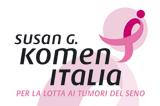 SUSAN G.
Komen
ITALIA
PER LA LOTTA AI TUMORI DEL SENO